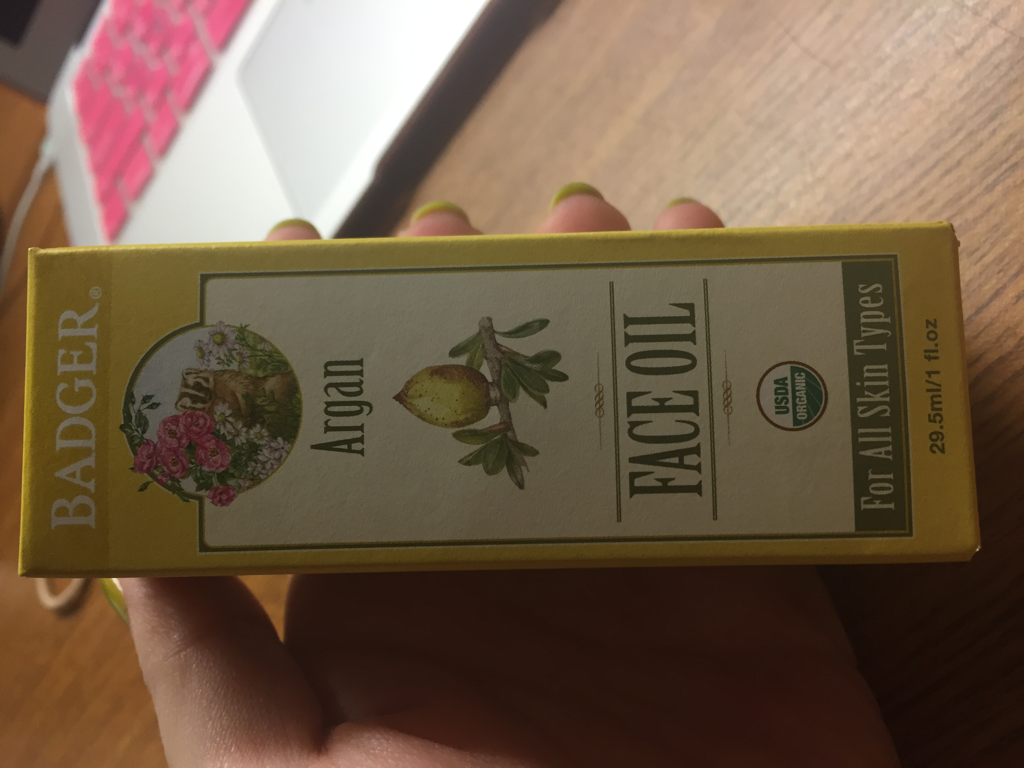 BADGER®
Argan
FACE OIL
USDA
ORGANIC
For All Skin Types
29.5ml/1 fl.oz